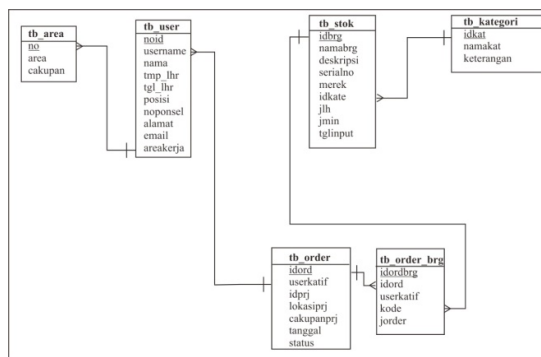 tb_area
no
area
cakupan
tb_user
noid
username
nama
tmp_lhr
tgl_lhr
posisi
noponsel
alamat
email
areakerja
tb_stok
idbrg
namabrg
deskripsi
serialno
merek
idkate
jlh
jmin
tglinput
tb_kategori
idkat
namakat
keterangan
tb_order
idord
userkatif
idprj
lokasiprj
cakupanprj
tanggal
status
tb_order_brg
idordbrg
idord
userkatif
kode
jorder